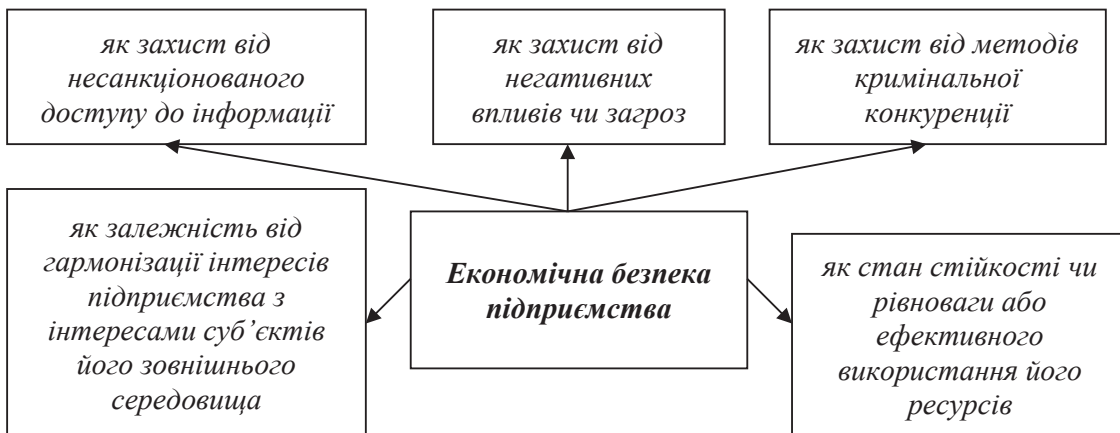 як захист від
несанкціонованого
доступу до інформації
як захист від
негативних
впливів чи загроз
як захист від методів
кримінальної
конкуренції
як залежність від
гармонізації інтересів
підприємства з
інтересами суб’єктів
його зовнішнього
середовища
Економічна безпека
підприємства
як стан стійкості чи
рівноваги або
ефективного
використання його
ресурсів